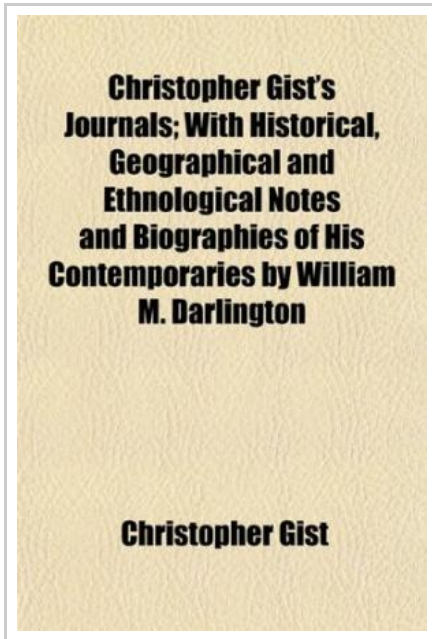 Christopher Gist's
Journals; With Historical,
Geographical and
Ethnological Notes
and Biographies of His
Contemporaries by William
M. Darlington
Christopher Gist